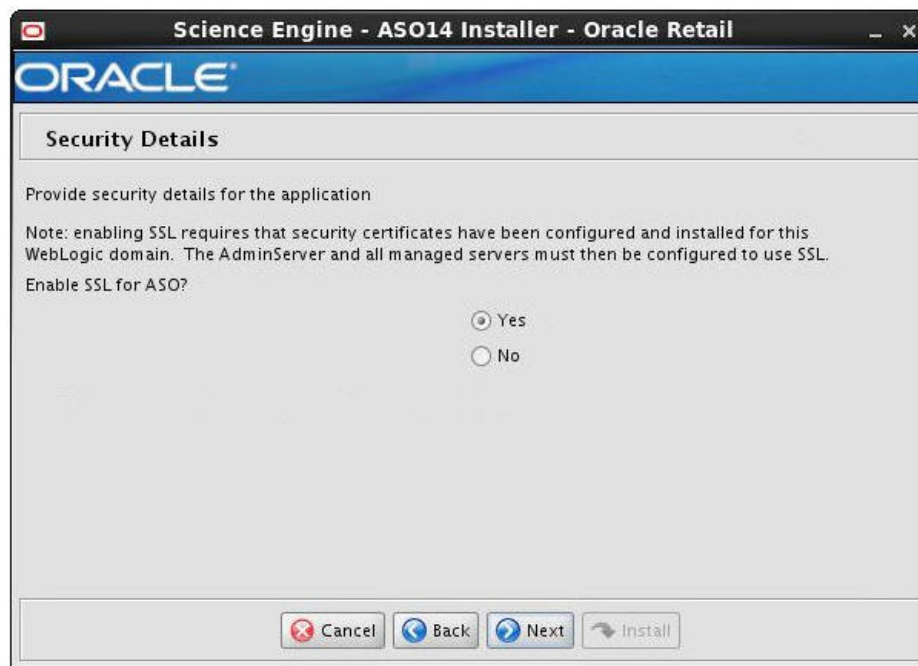 Science Engine - ASO14 Installer - Oracle Retail
ORACLE
Security Details
Provide security details for the application
Note: enabling SSL requires that security certificates have been configured and installed for this
WebLogic domain. The AdminServer and all managed servers must then be configured to use SSL.
Enable SSL for ASO?
Yes
No
Cancel
Back
Next
Install